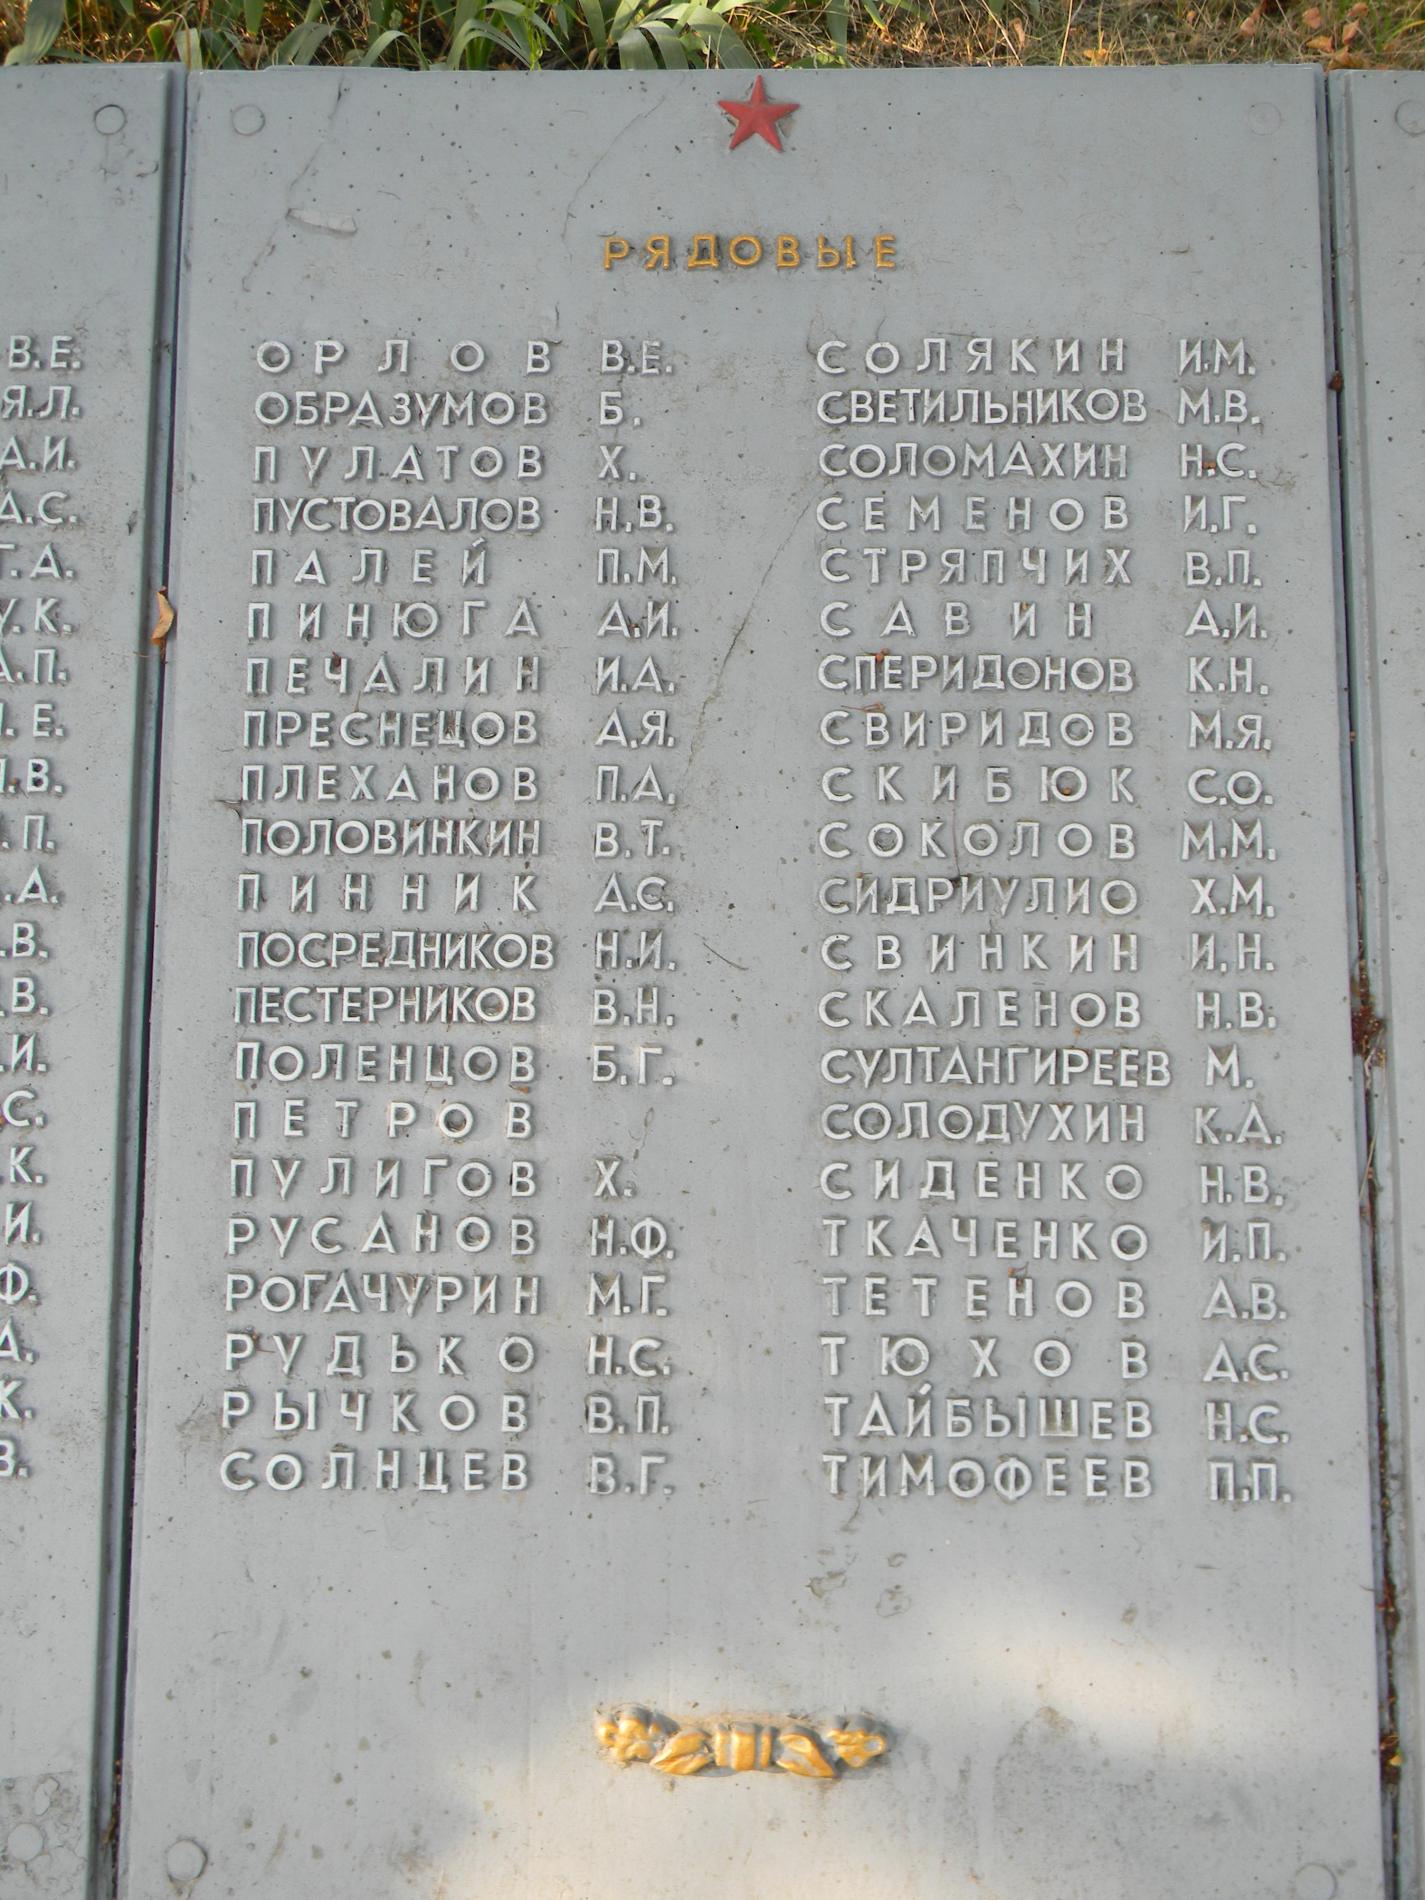 РЯДОВЫЕ
ОРЛОВ В.Е.
ОБРАЗУМОВ Б.
ПУЛАТОВ Х.
ПУСТОВАЛОВ Н.В.
ПАЛЕЙ П.М.
ПИНЮГА А.И.
ПЕЧАЛИН И.А.
ПРЕСНЕЦОВ А.Я.
ПЛЕХАНОВ П.А.
ПОЛОВИНКИН В.Т.
ПИННИК А.С.
ПОСРЕДНИКОВ Н.И.
ПЕСТЕРНИКОВ В.Н.
ПОЛЕНЦОВ Б.Г.
ПЕТРОВ
ПУЛИГОВ Х.
РУСАНОВ Н.Ф.
РОГАЧУРИН М.Г.
РУДЬКО Н.С.
РЫЧКОВ В.П.
СОЛНЦЕВ В.Г.
СОЛЯКИН И.М.
СВЕТИЛЬНИКОВ М.В.
СОЛОМАХИН Н.С.
СЕМЕНОВ И.Г.
СТРЯПЧИХ В.П.
САВИН А.И.
СПЕРИДОНОВ К.Н.
СВИРИДОВ М.Я.
СКИБЮК С.О.
СОКОЛОВ М.М.
СИДРИУЛИО Х.М.
СВИНКИН И.Н.
СКАЛЕНОВ Н.В.
СУЛТАНГИРЕЕВ М.
СОЛОДУХИН К.А.
СИДЕНКО Н.В.
ТКАЧЕНКО И.П.
ТЕТЕНОВ А.В.
ТЮХОВ А.С.
ТАЙБЫШЕВ Н.С.
ТИМОФЕЕВ П.П.
В.Е.
Я.Л.
А.И.
А.С.
Г.А.
У.К.
А.П.